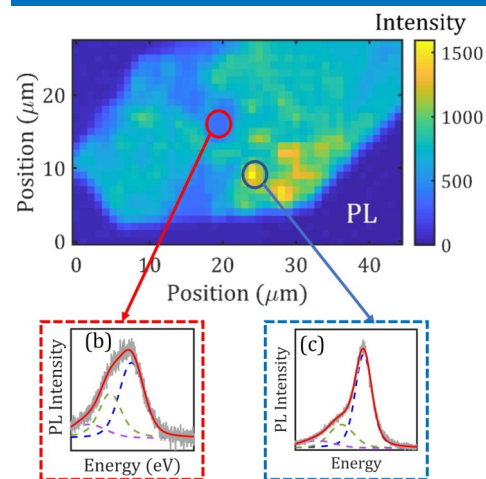 Intensity
1500
1000
500
0
Position (μm)
20
10
0
PL
0
10
20
30
40
Position (μm)
(b)
PL Intensity
Energy (eV)
(c)
PL Intensity
Energy